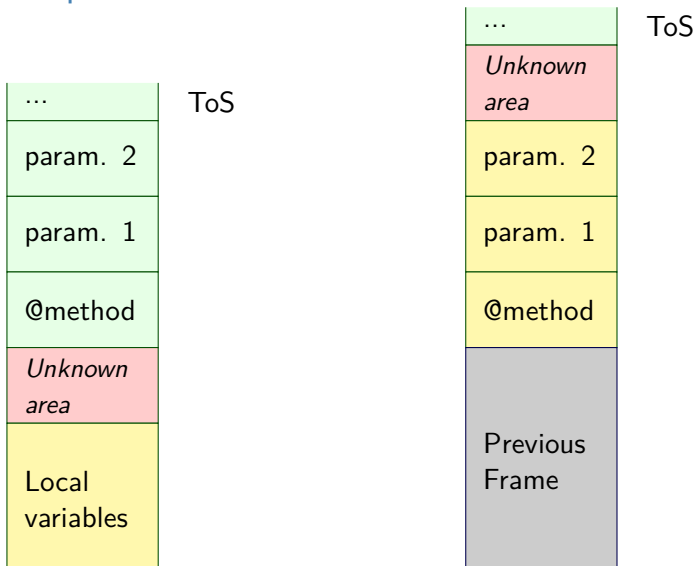 ...
ToS
param. 2
param. 1
@method
Unknown
area
Local
variables
...
ToS
Unknown
area
param. 2
param. 1
@method
Previous
Frame